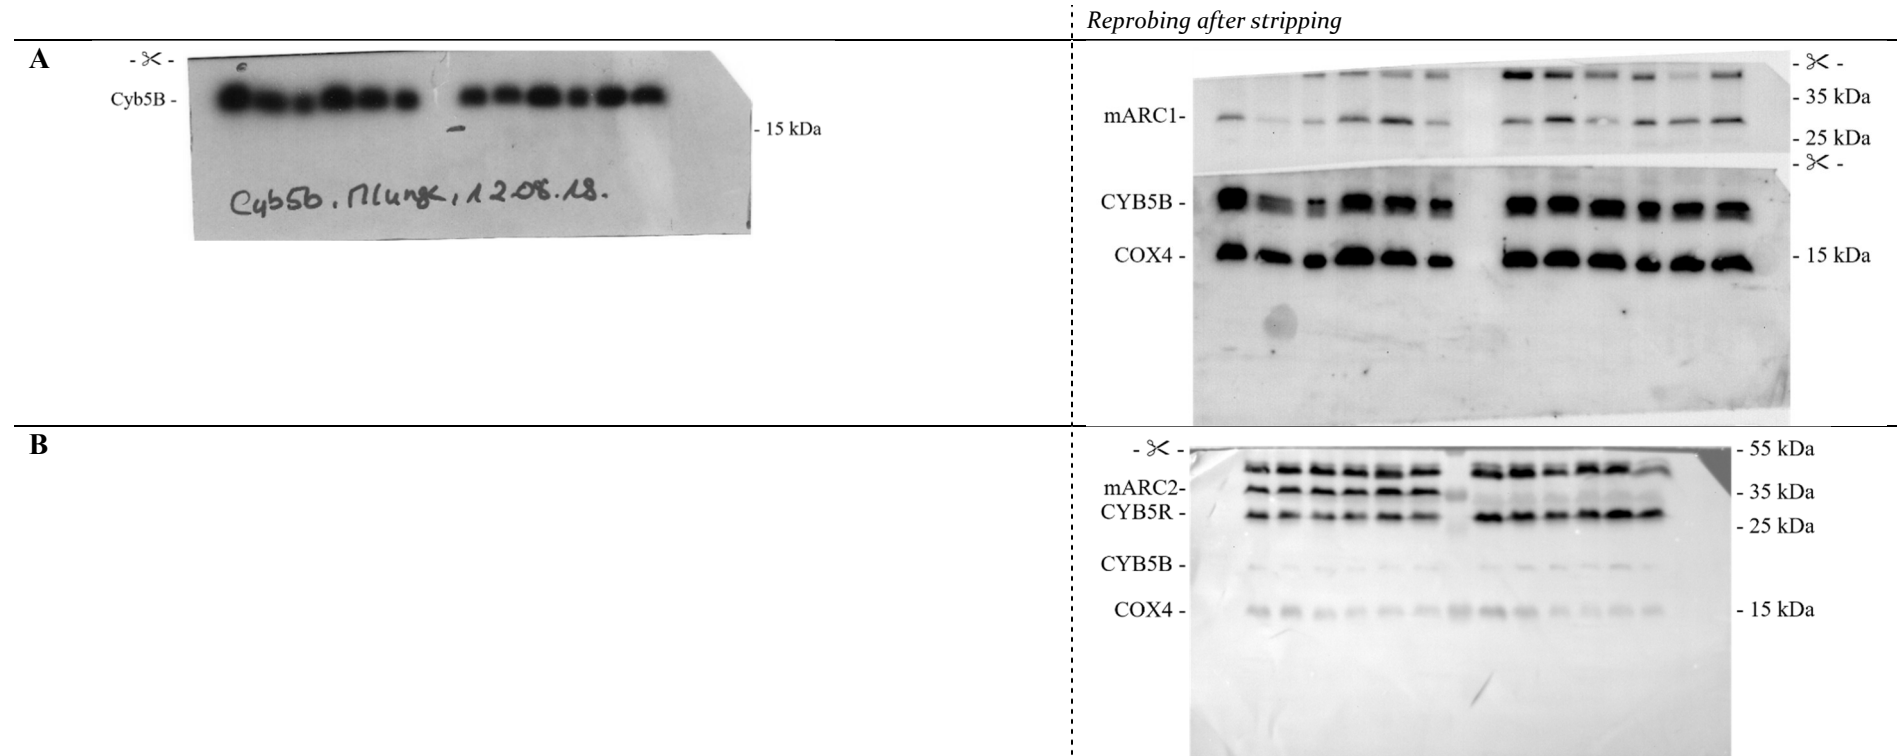 Reprobing after stripping
A
- ✂ -
Cyb5B -
- 15 kDa
Cyb5b, Mlunge, 12.08.18.
- ✂ -
- 35 kDa
mARC1-
- 25 kDa
- ✂ -
CYB5B -
COX4 -
- 15 kDa
B
- ✂ -
- 55 kDa
mARC2-
- 35 kDa
CYB5R -
- 25 kDa
CYB5B -
COX4 -
- 15 kDa